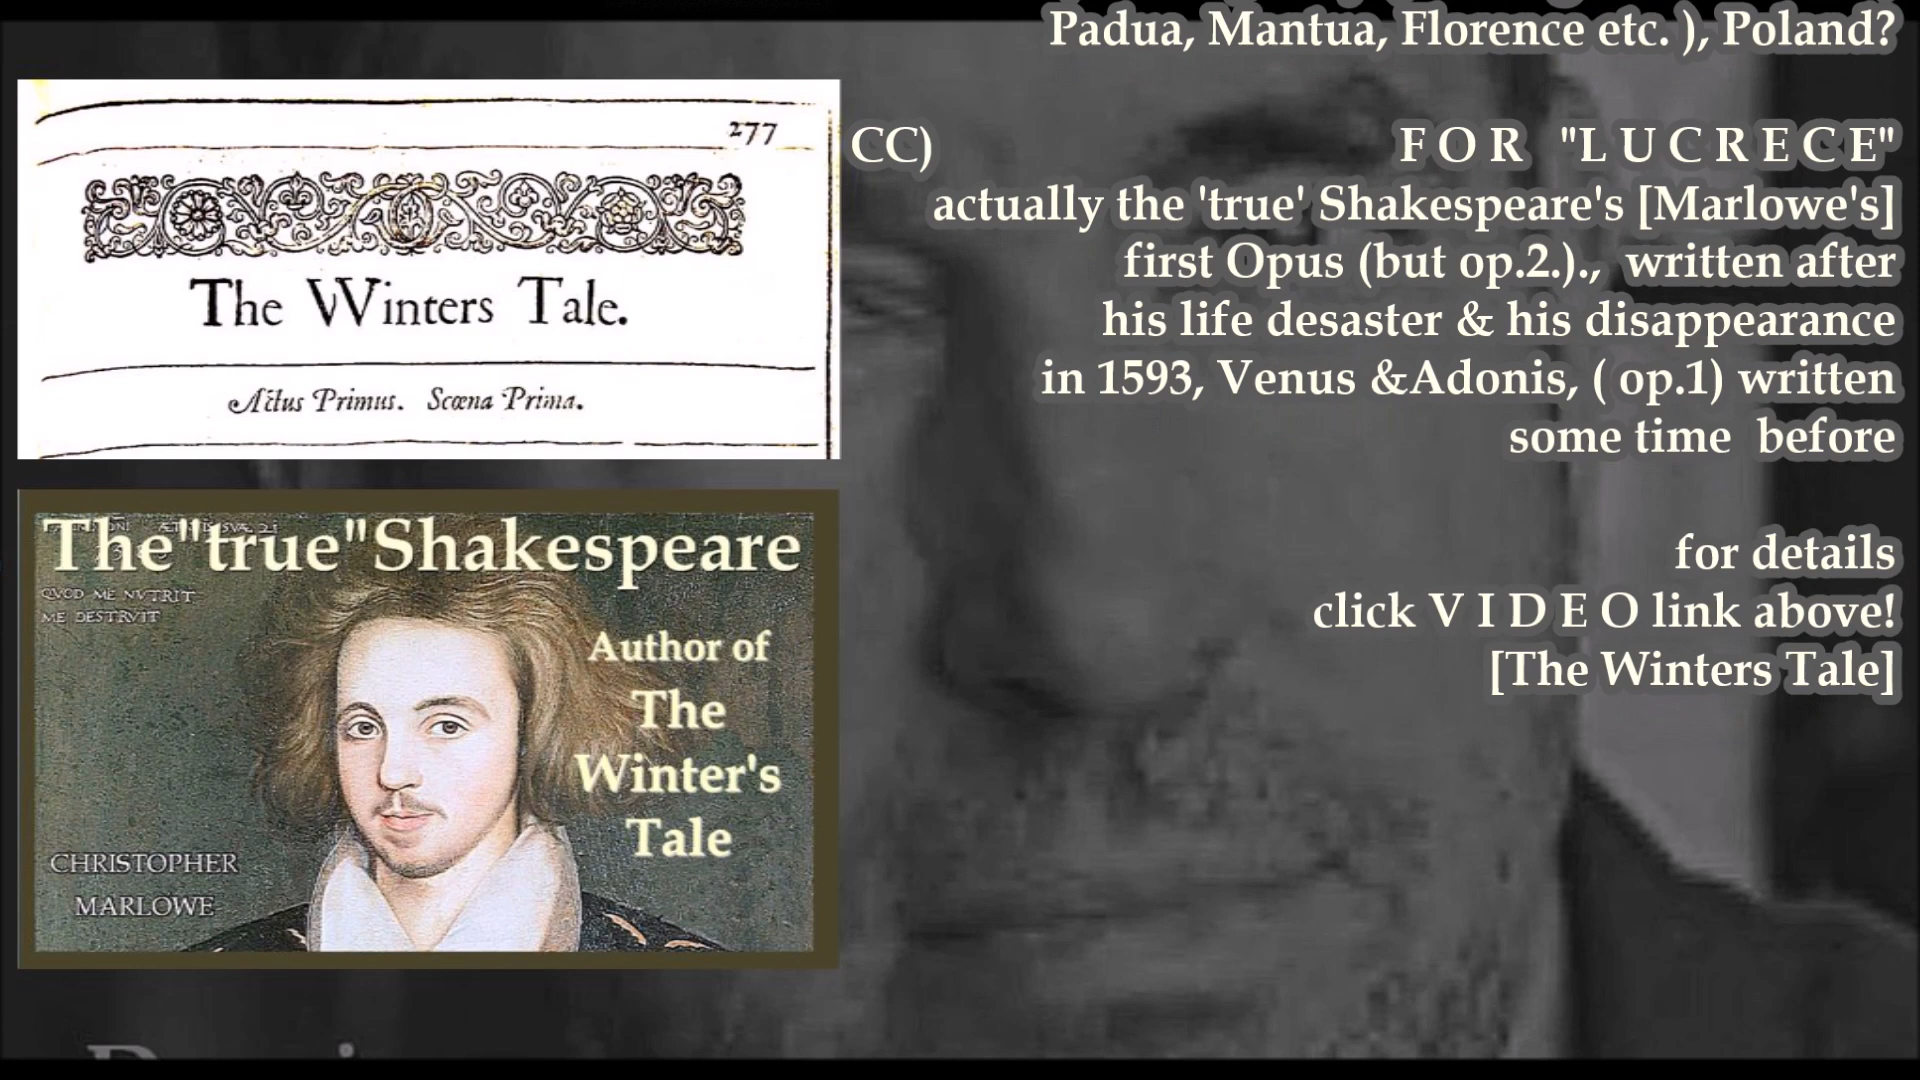 Padua, Mantua, Florence etc. ), Poland?
277
The Winters Tale.
Actus Primus. Scœna Prima.
CC) F O R "L U C R E C E"
actually the 'true' Shakespeare's [Marlowe's]
first Opus (but op.2.)., written after
his life desaster & his disappearance
in 1593, Venus &Adonis, ( op.1) written
some time before
for details
click V I D E O link above!
[The Winters Tale]
The"true"Shakespeare
QVOD ME NVTRIT
ME DESTRVIT
Author of
The
Winter's
Tale
CHRISTOPHER
MARLOWE